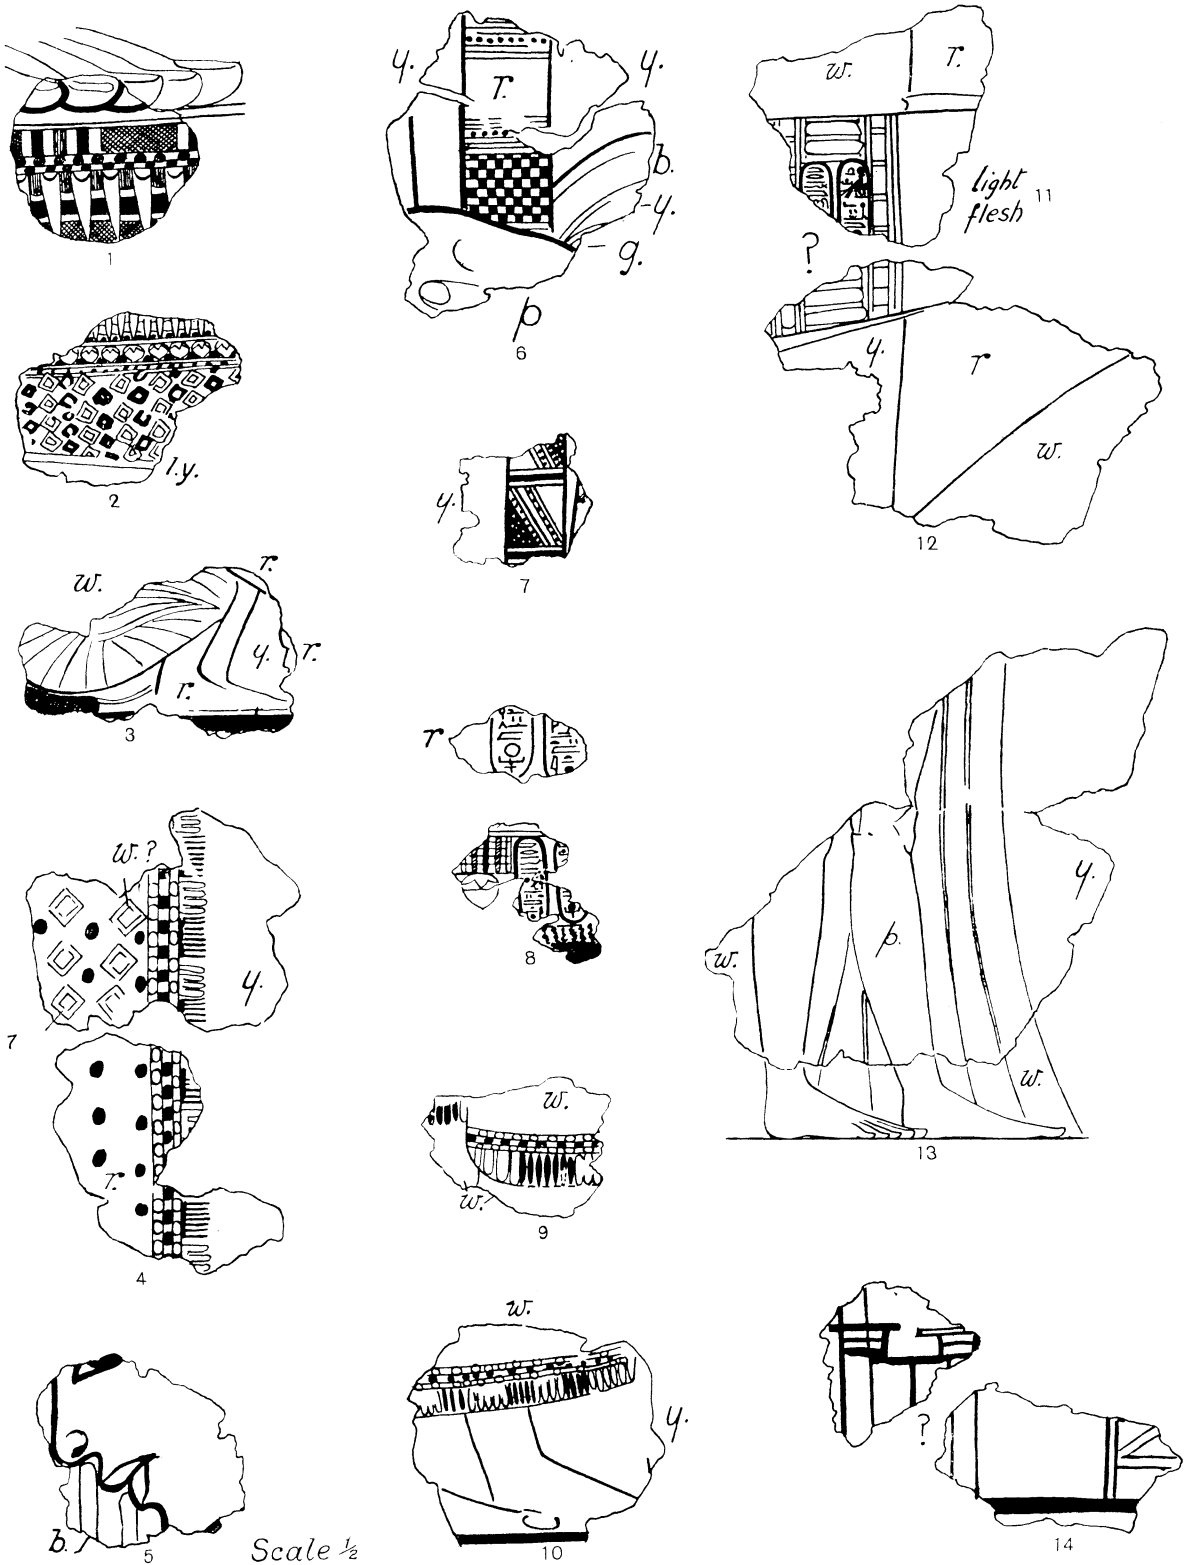 1
l.y.
2
w.
r.
y.
r.
r.
3
w.?
y.
7
r.
4
b.
5
Scale ½
y.
r.
y.
b.
y.
g.
p
6
y.
7
r
8
w.
w.
9
w.
y.
10
w.
r.
light
flesh
11
?
y.
r
w.
12
w.
p.
y.
w.
13
?
14